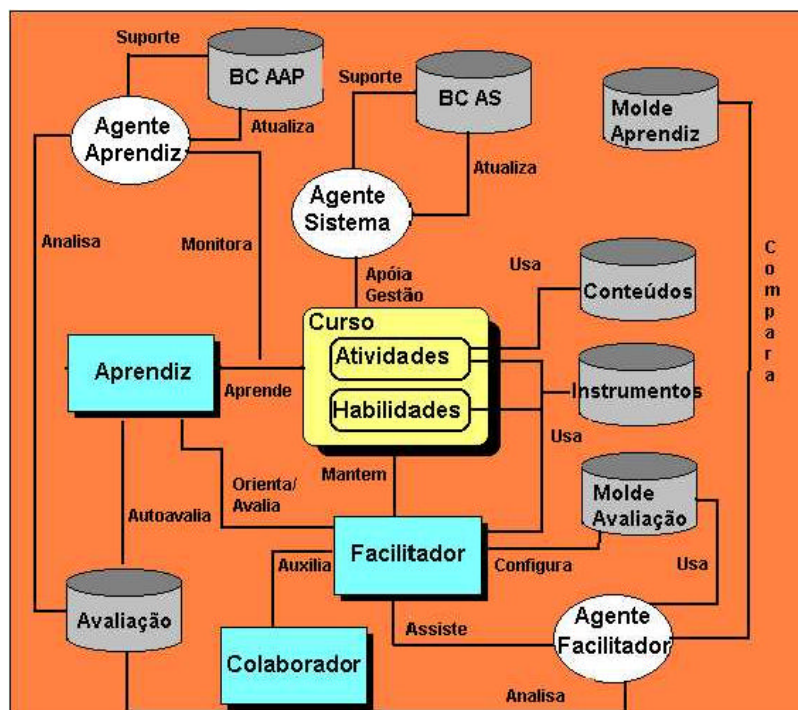 Suporte
BC AAP
Suporte
BC AS
Molde
Aprendiz
Agente
Aprendiz
Atualiza
Agente
Sistema
Atualiza
Analisa
Monitora
Apóia
Gestão
Usa
Conteúdos
Compara
Curso
Atividades
Habilidades
Aprendiz
Aprende
Instrumentos
Usa
Mantem
Orienta/
Avalia
Autoavalia
Molde
Avaliação
Facilitador
Auxilia
Configura
Usa
Avaliação
Assiste
Agente
Facilitador
Colaborador
Analisa